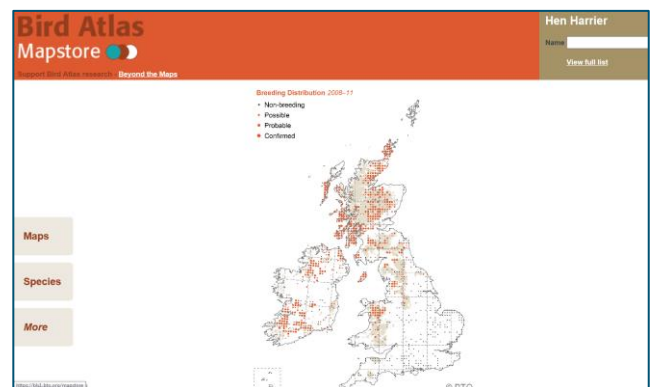 Bird Atlas
Mapstore
Support Bird Atlas research - Beyond the Maps
Hen Harrier
Name
View full list
Breeding Distribution 2008–11
Non-breeding
Possible
Probable
Confirmed
Maps
Species
More
© BTO